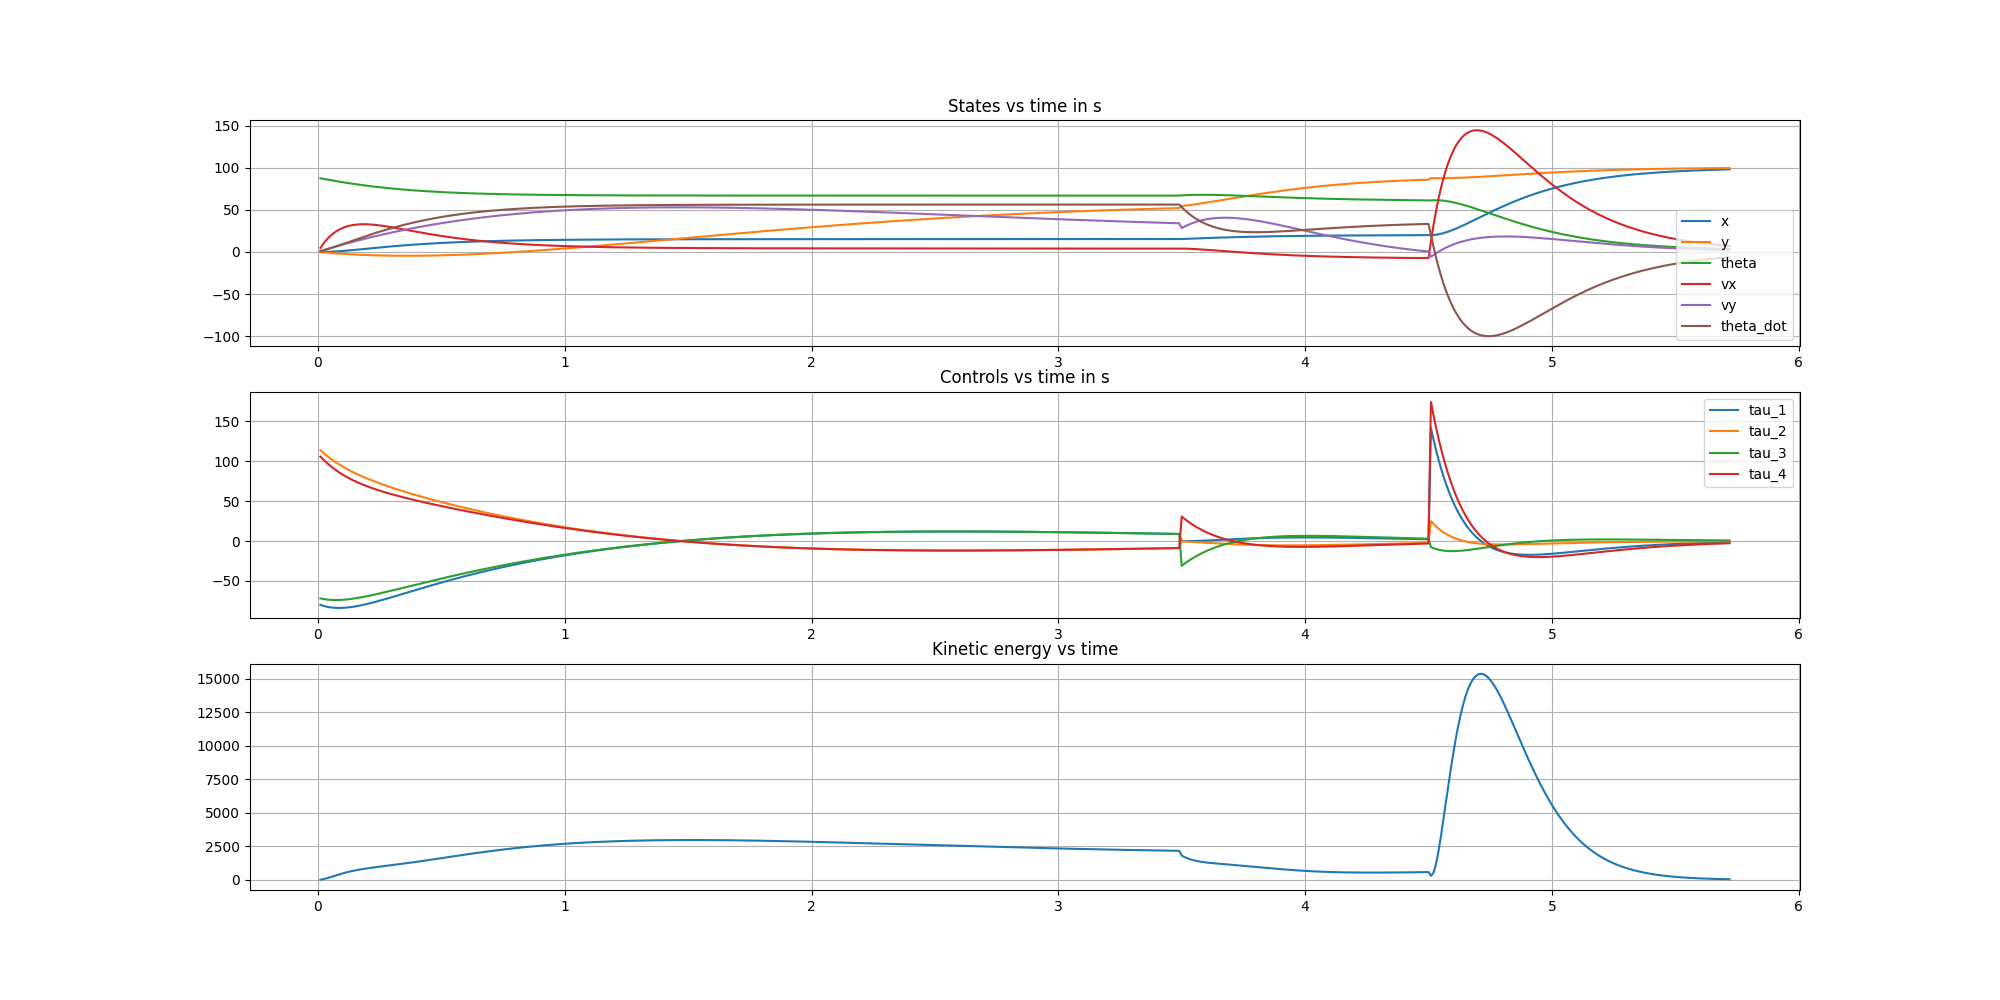 States vs time in s
150
100
50
0
−50
−100
0 1 2 3 4 5 6
x
y
theta
vx
vy
theta_dot
Controls vs time in s
150
100
50
0
−50
0 1 2 3 4 5 6
tau_1
tau_2
tau_3
tau_4
Kinetic energy vs time
15000
12500
10000
7500
5000
2500
0
0 1 2 3 4 5 6